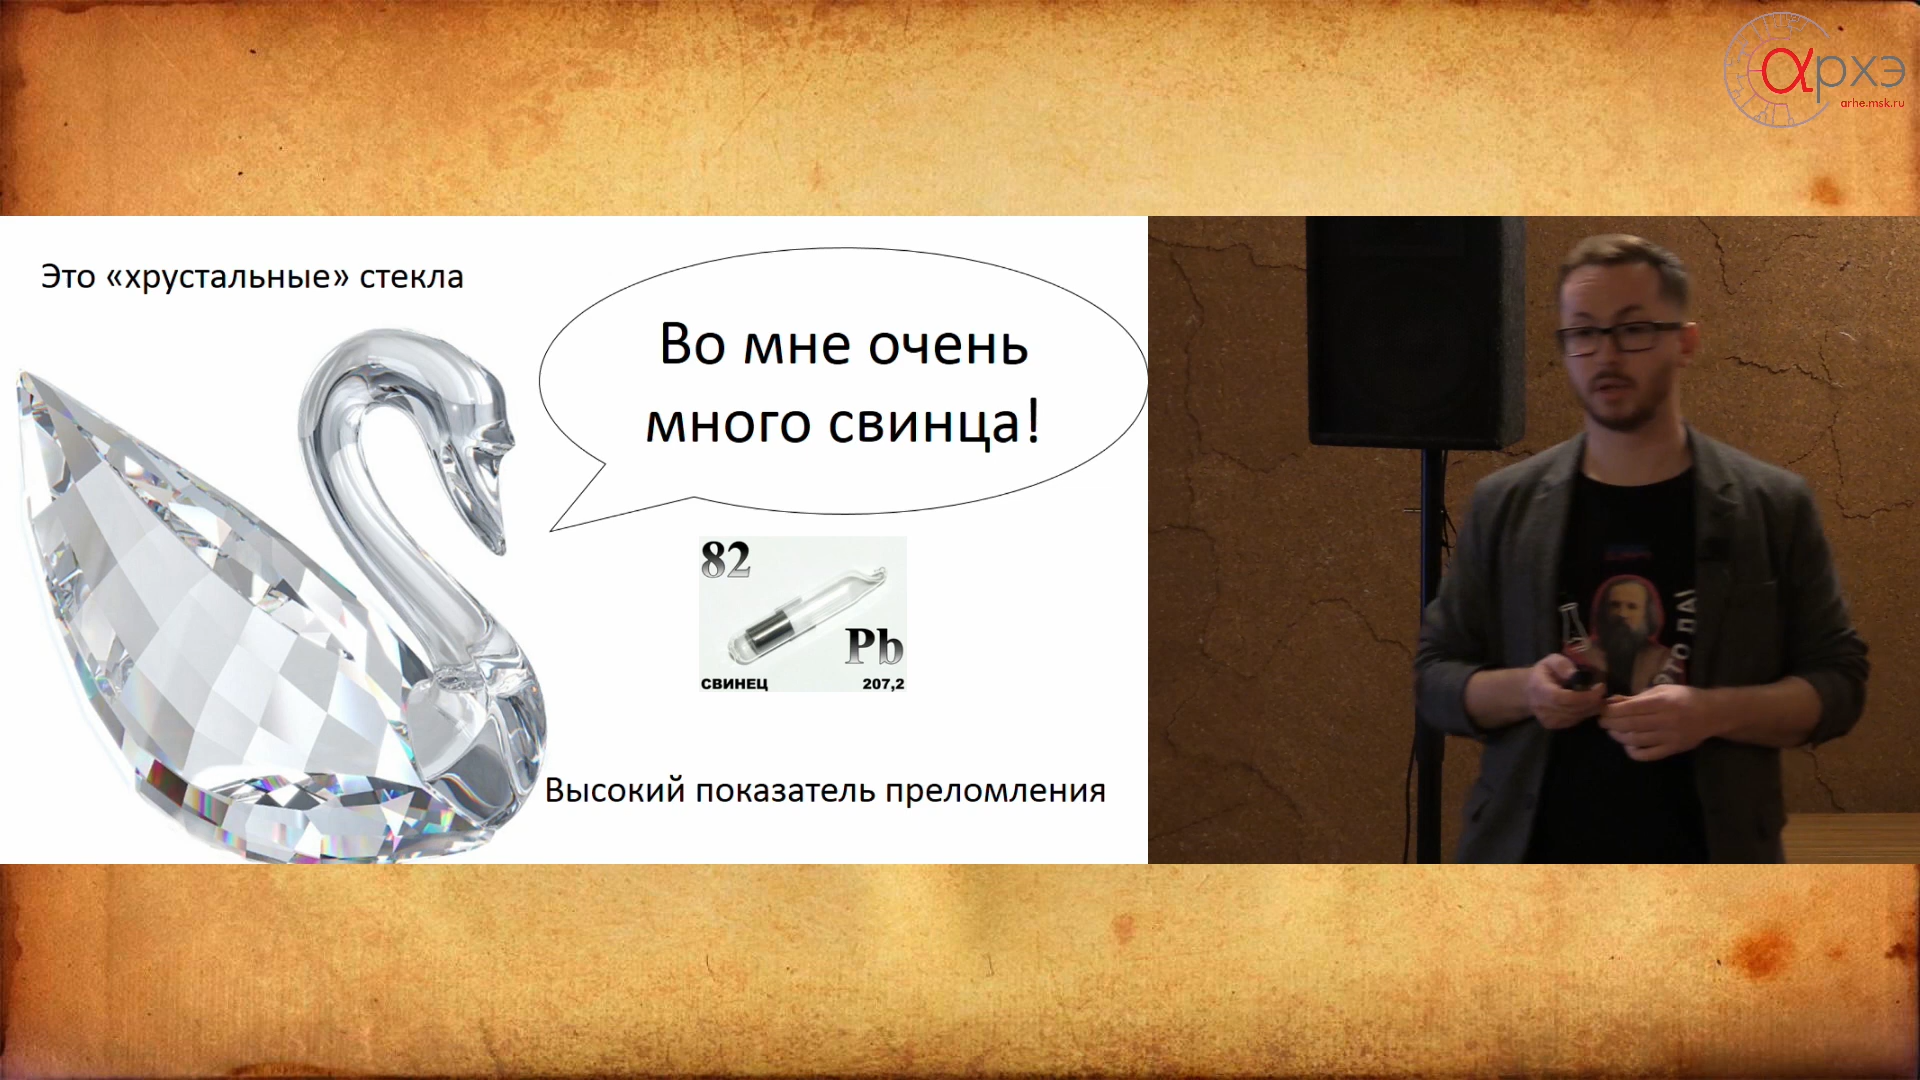 αрхэ
arhe.msk.ru
Это «хрустальные» стекла
Во мне очень
много свинца!
82
Pb
свинец
207,2
Высокий показатель преломления